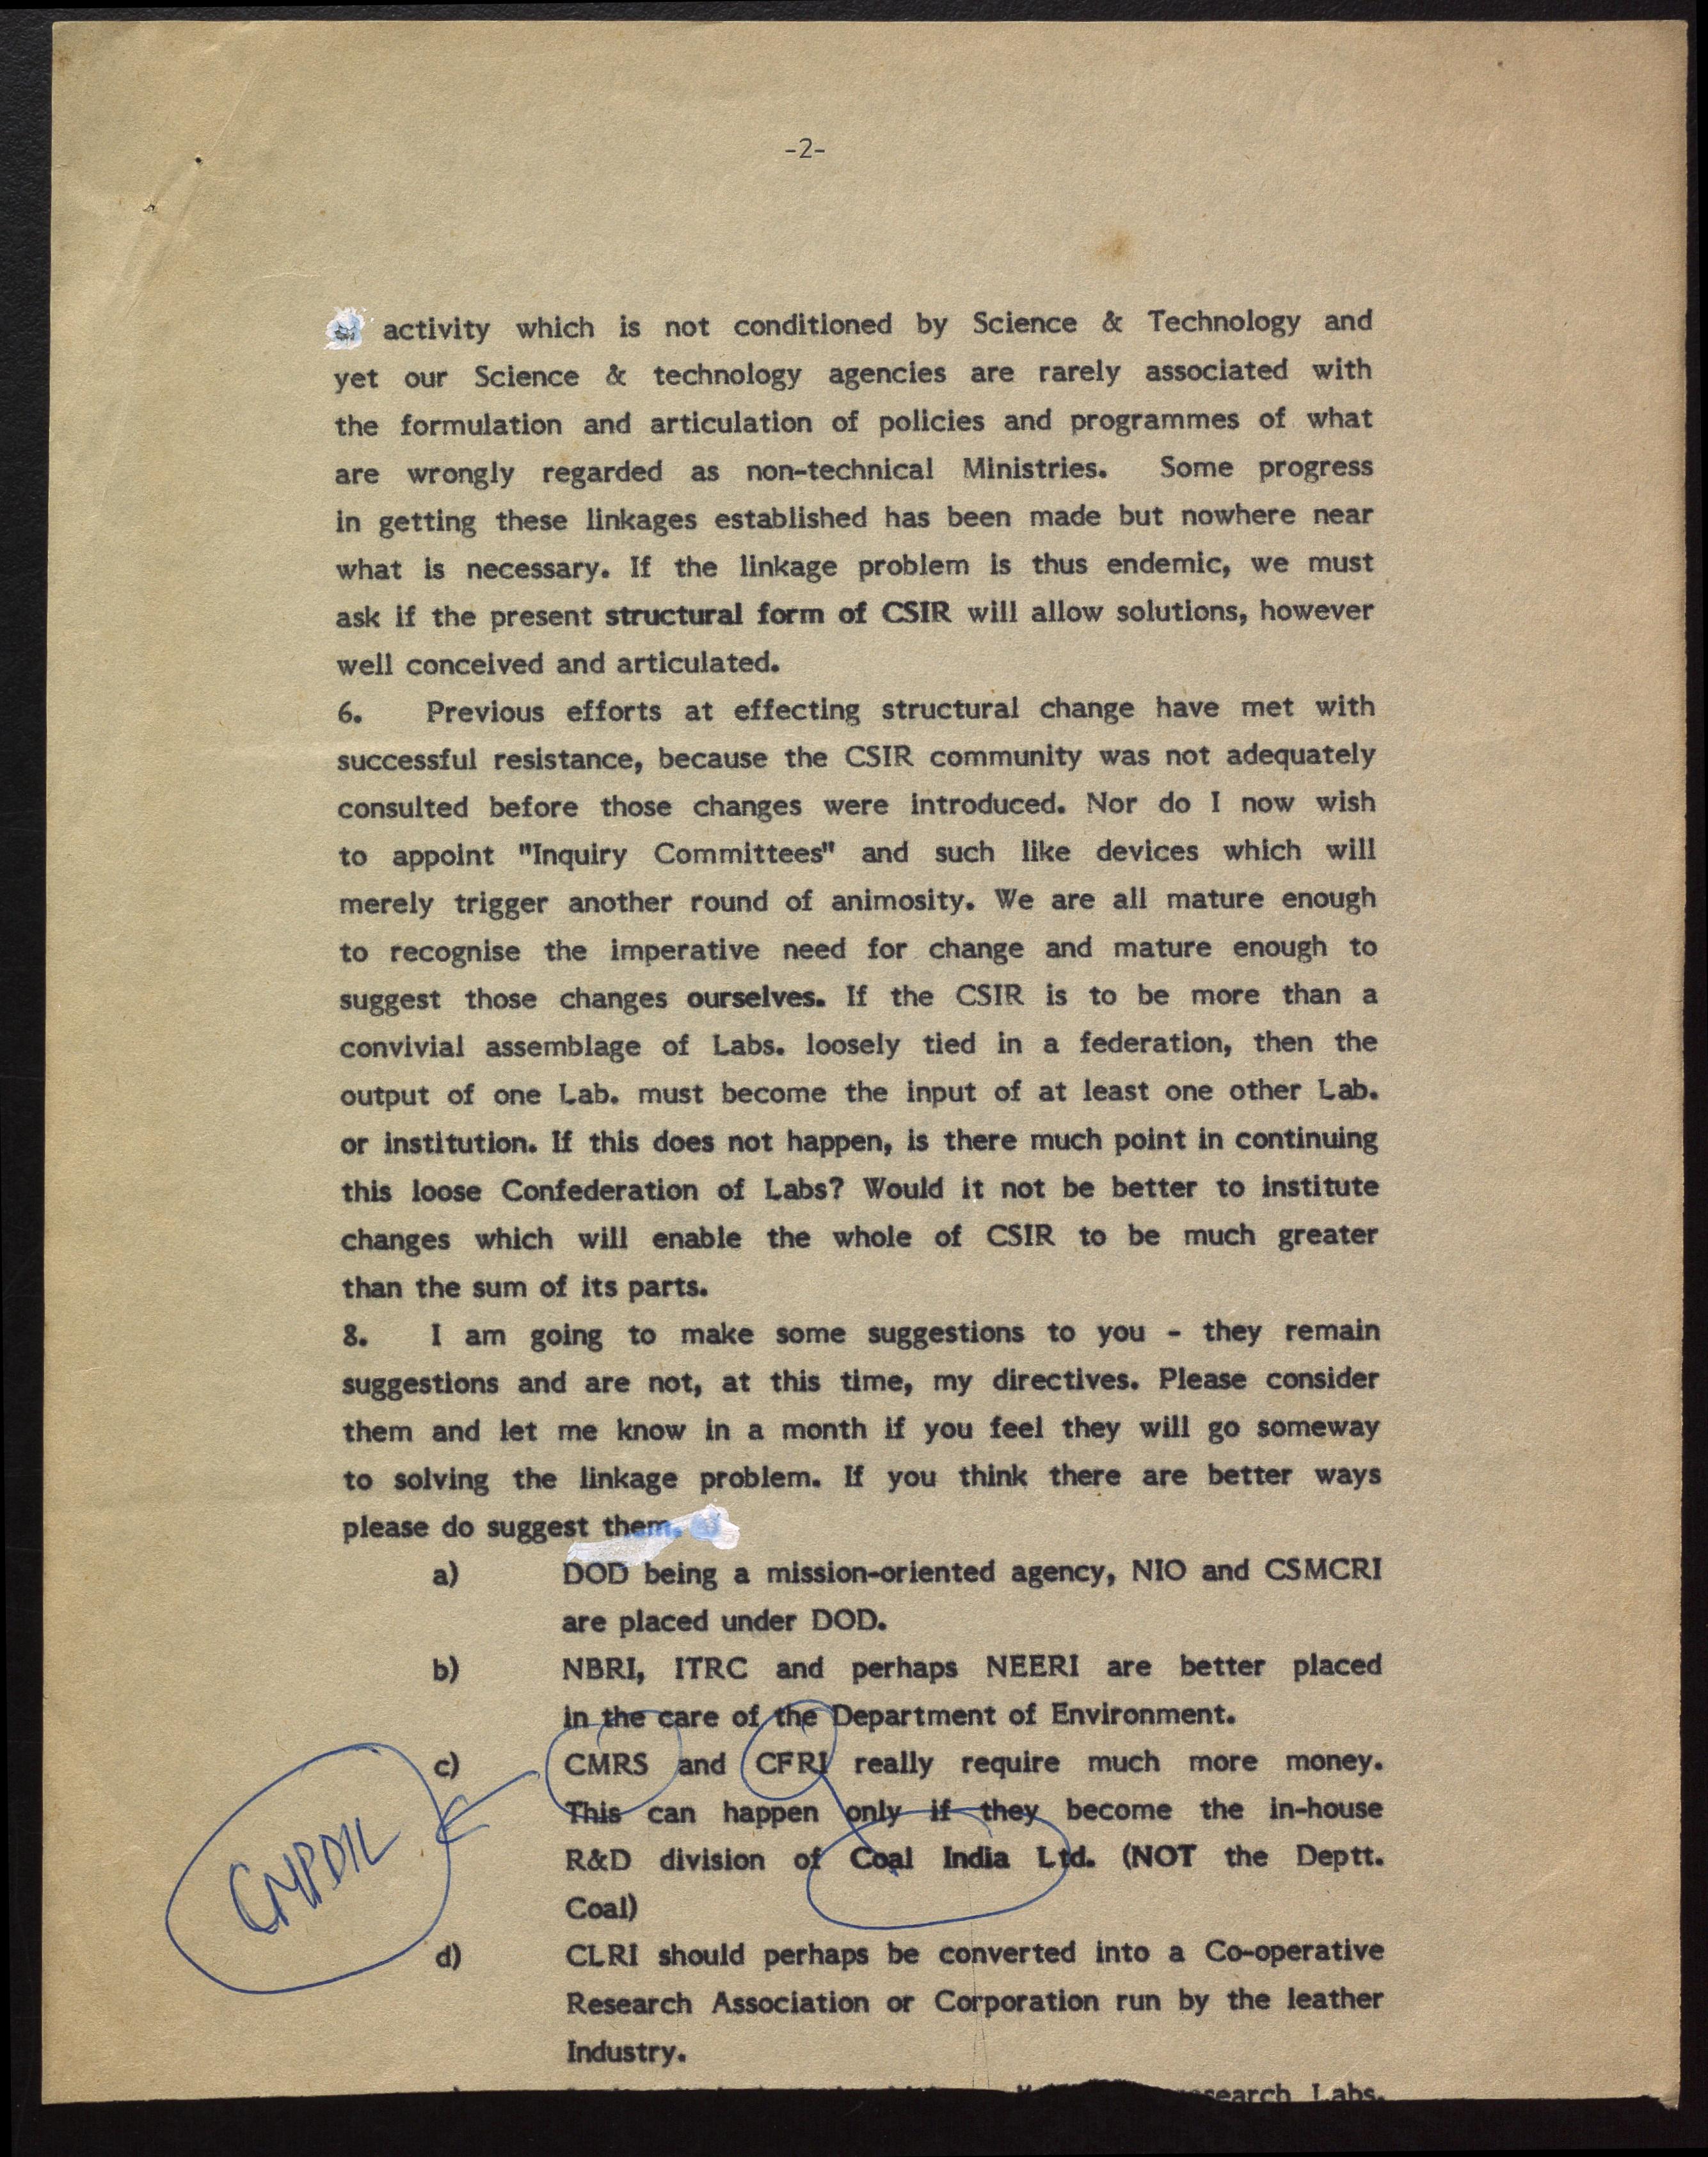 -2-
activity which is not conditioned by Science & Technology and
yet our Science & technology agencies are rarely associated with
the formulation and articulation of policies and programmes of what
are wrongly regarded as non-technical Ministries. Some progress
in getting these linkages established has been made but nowhere near
what is necessary. If the linkage problem is thus endemic, we must
ask if the present structural form of CSIR will allow solutions, however
well conceived and articulated.
6. Previous efforts at effecting structural change have met with
successful resistance, because the CSIR community was not adequately
consulted before those changes were introduced. Nor do I now wish
to appoint "Inquiry Committees" and such like devices which will
merely trigger another round of animosity. We are all mature enough
to recognise the imperative need for change and mature enough to
suggest those changes ourselves. If the CSIR is to be more than a
convivial assemblage of Labs. loosely tied in a federation, then the
output of one Lab. must become the input of at least one other Lab.
or institution. If this does not happen, is there much point in continuing
this loose Confederation of Labs? Would it not be better to institute
changes which will enable the whole of CSIR to be much greater
than the sum of its parts.
8. I am going to make some suggestions to you - they remain
suggestions and are not, at this time, my directives. Please consider
them and let me know in a month if you feel they will go someway
to solving the linkage problem. If you think there are better ways
please do suggest them.
a) DOD being a mission-oriented agency, NIO and CSMCRI
are placed under DOD.
b) NBRI, ITRC and perhaps NEERI are better placed
in the care of the Department of Environment.
c) CMRS and CFRI really require much more money.
This can happen only if they become the in-house
R&D division of Coal India Ltd. (NOT the Deptt.
Coal)
CMPDIL
d) CLRI should perhaps be converted into a Co-operative
Research Association or Corporation run by the leather
Industry.
Labs.